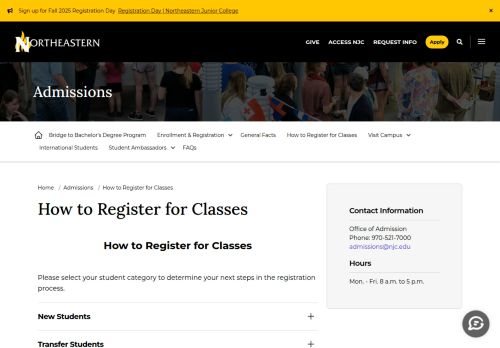 Sign up for Fall 2025 Registration Day Registration Day | Northeastern Junior College
NORTHEASTERN
GIVE ACCESS NJC REQUEST INFO Apply
Admissions
Bridge to Bachelor's Degree Program Enrollment & Registration General Facts How to Register for Classes Visit Campus
International Students Student Ambassadors FAQs
Home / Admissions / How to Register for Classes
How to Register for Classes
How to Register for Classes
Please select your student category to determine your next steps in the registration
process.
New Students
Transfer Students
Contact Information
Office of Admission
Phone: 970-521-7000
admissions@njc.edu
Hours
Mon. - Fri. 8 a.m. to 5 p.m.